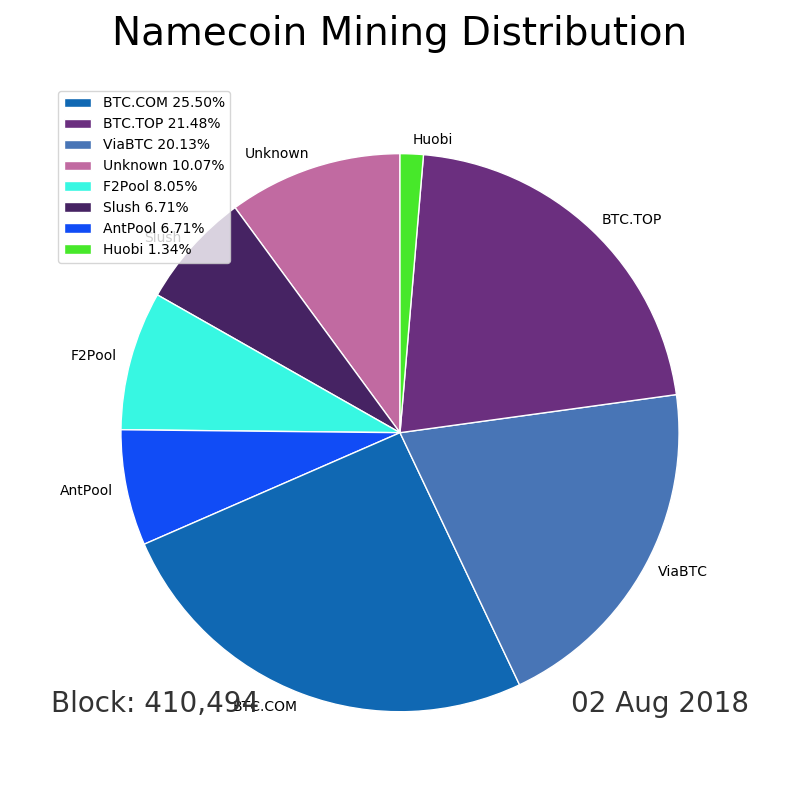 Namecoin Mining Distribution
BTC.COM 25.50%
BTC.TOP 21.48%
ViaBTC 20.13%
Unknown 10.07%
F2Pool 8.05%
Slush 6.71%
AntPool 6.71%
Huobi 1.34%
Huobi
Unknown
BTC.TOP
Slush
F2Pool
AntPool
ViaBTC
BTC.COM
Block: 410,494
02 Aug 2018